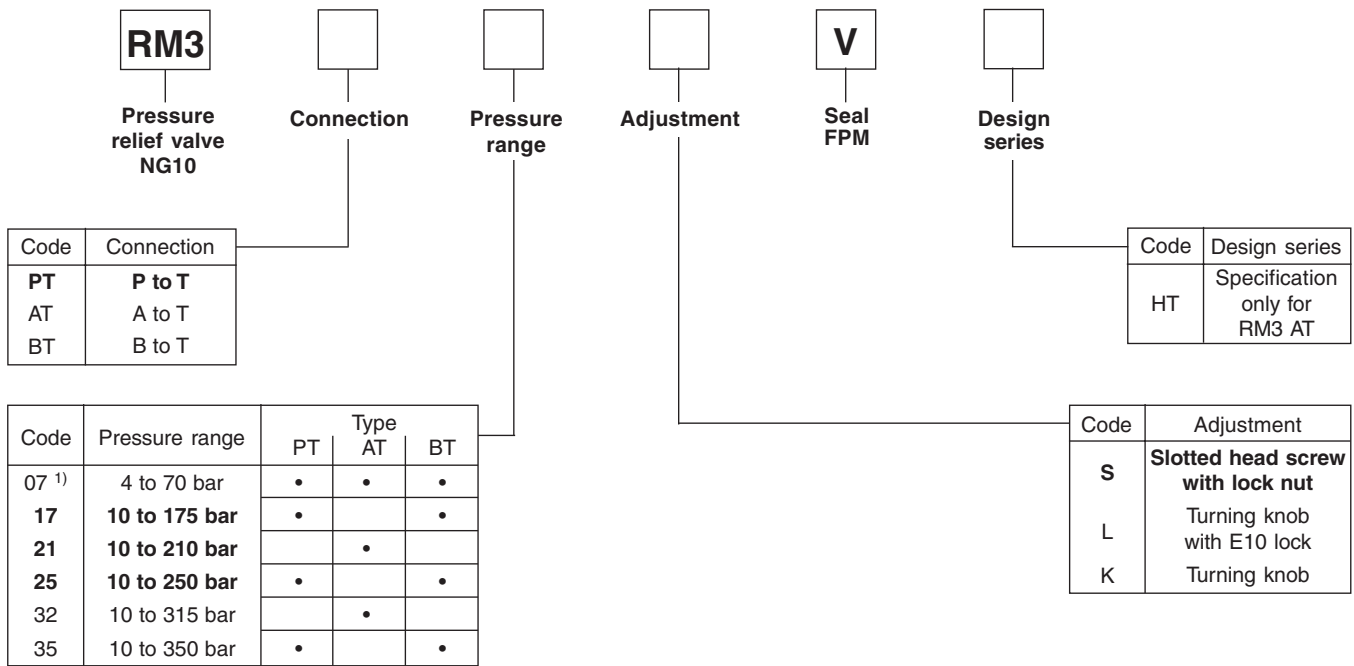 RM3 V
Pressure relief valve NG10
Connection
Pressure range
Adjustment
Seal FPM
Design series
Code Connection
PT P to T
AT A to T
BT B to T
Code Design series
HT Specification only for RM3 AT
Code Pressure range Type
PT AT BT
07 1) 4 to 70 bar • • •
17 10 to 175 bar • •
21 10 to 210 bar •
25 10 to 250 bar • •
32 10 to 315 bar •
35 10 to 350 bar • •
Code Adjustment
S Slotted head screw with lock nut
L Turning knob with E10 lock
K Turning knob